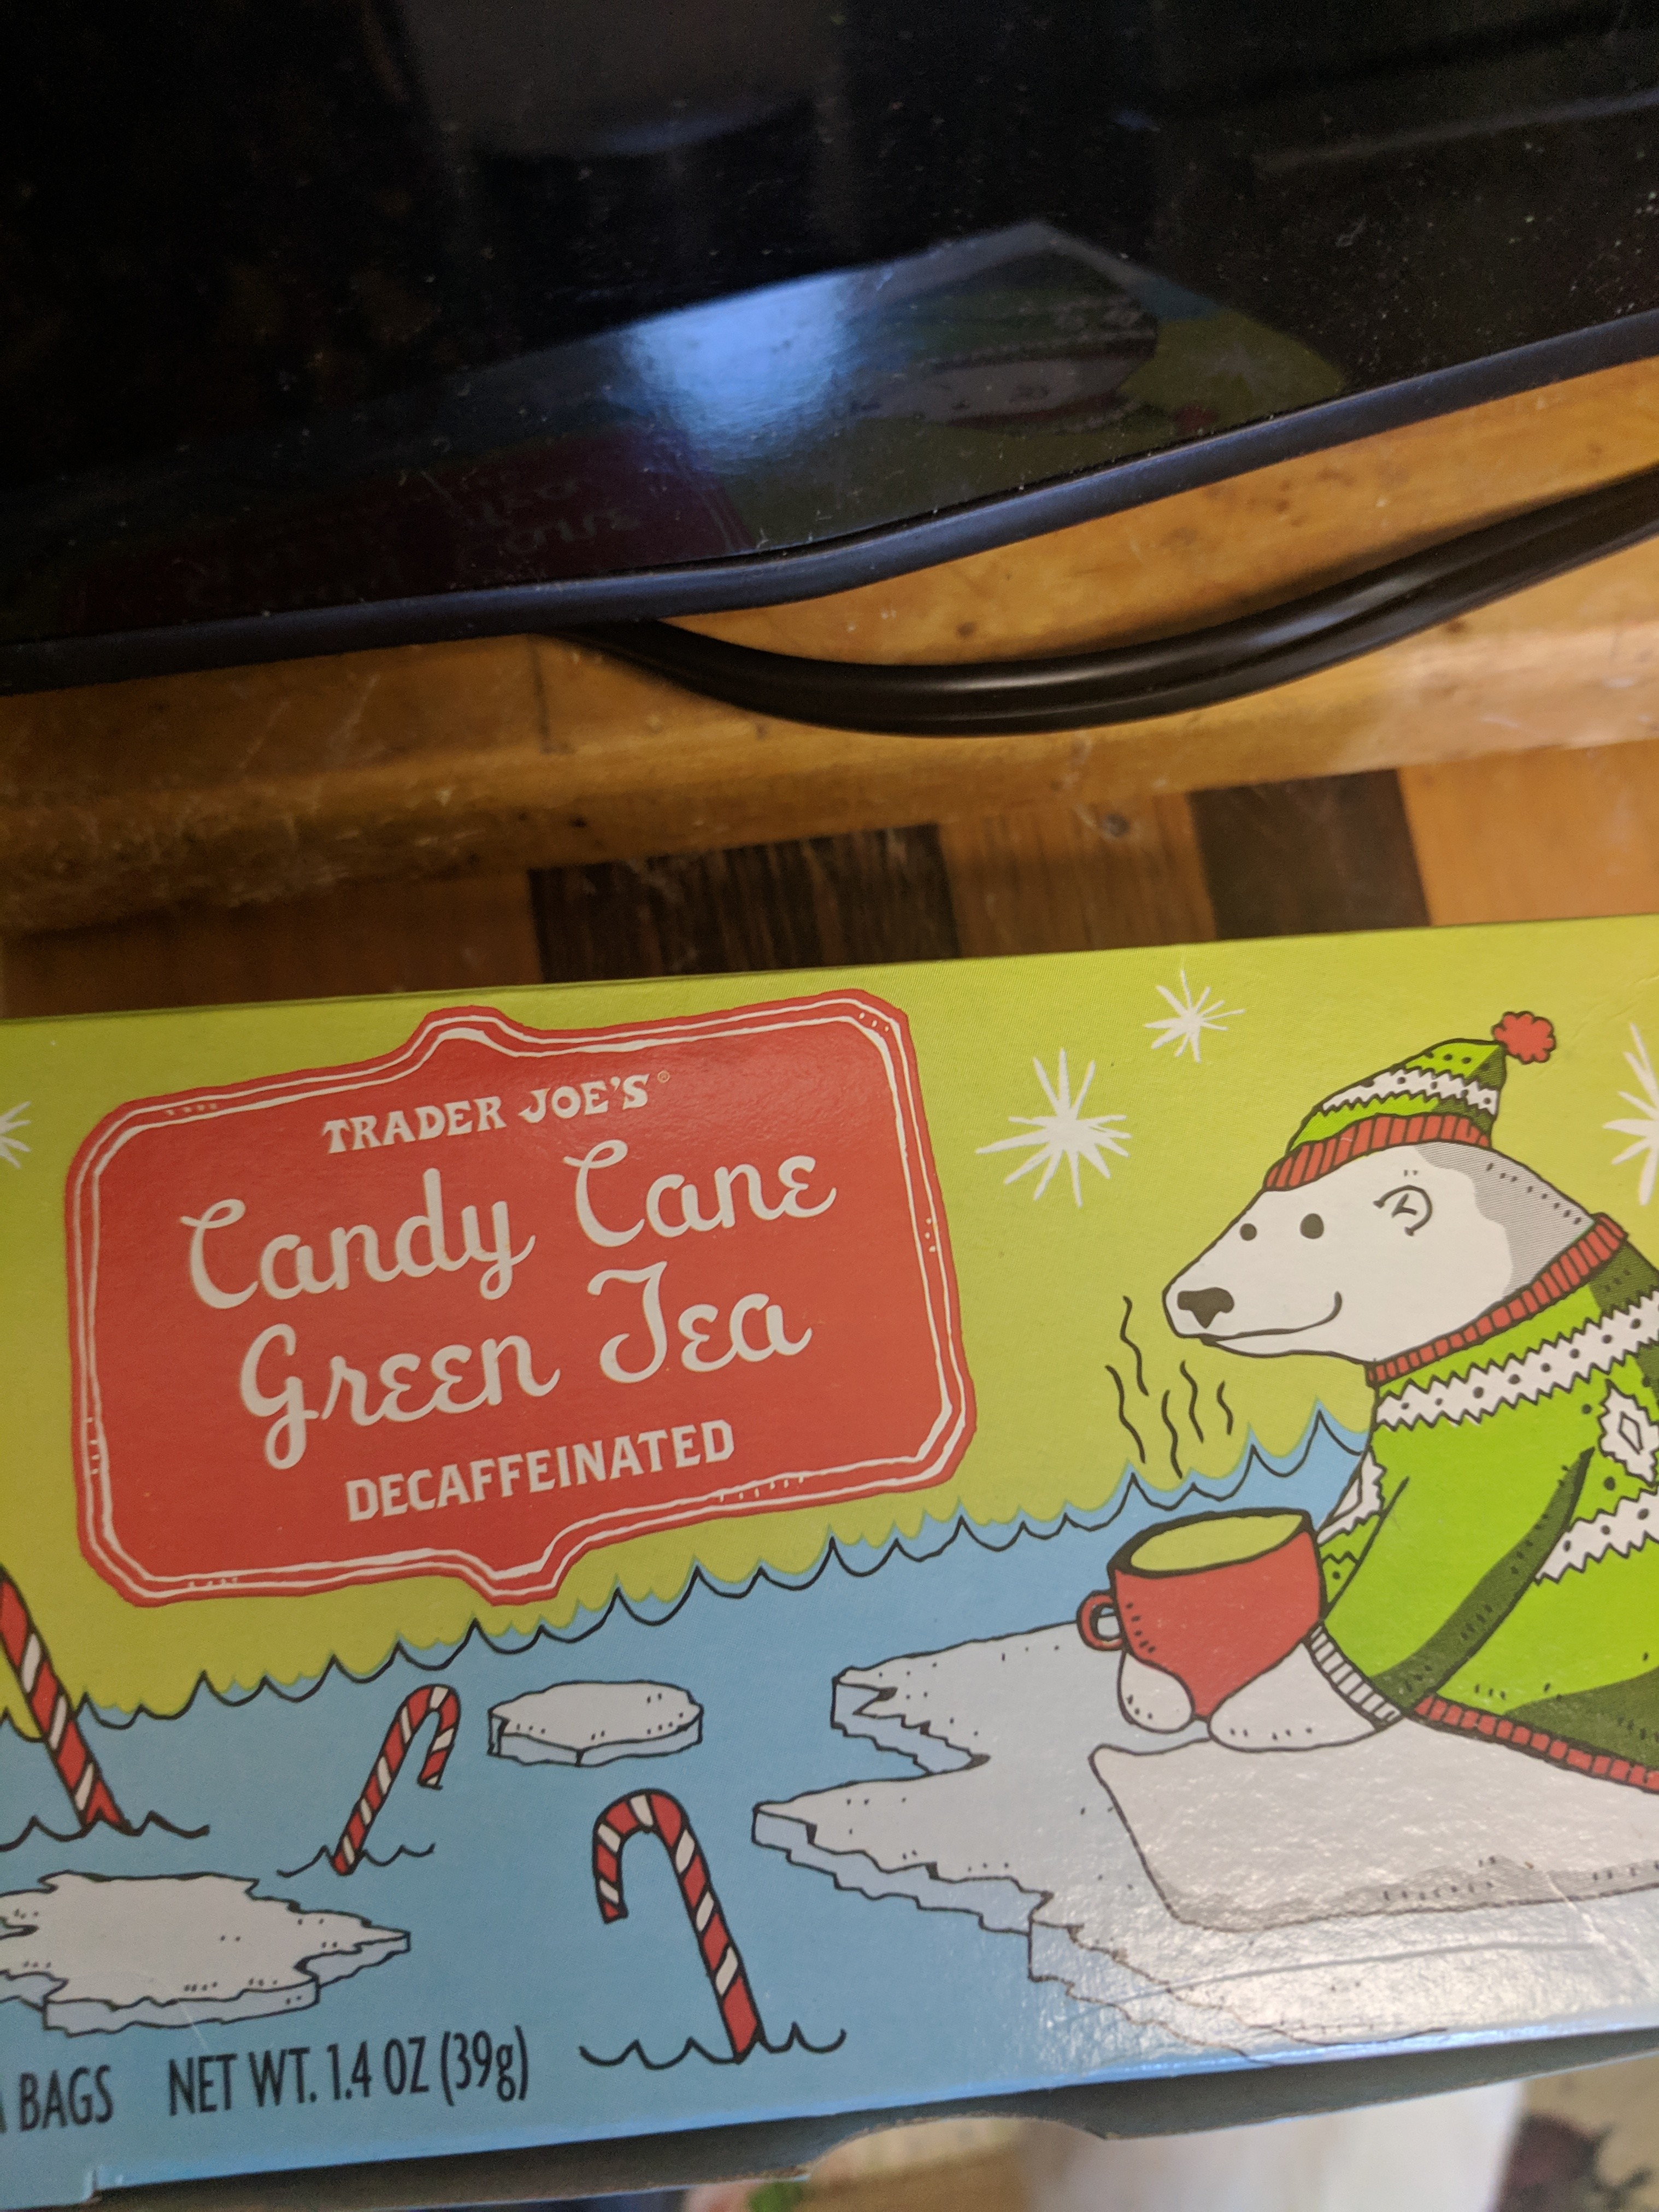 TRADER JOE'S®
Candy Cane
Green Tea
DECAFFEINATED
BAGS NET WT. 1.4 OZ (39g)